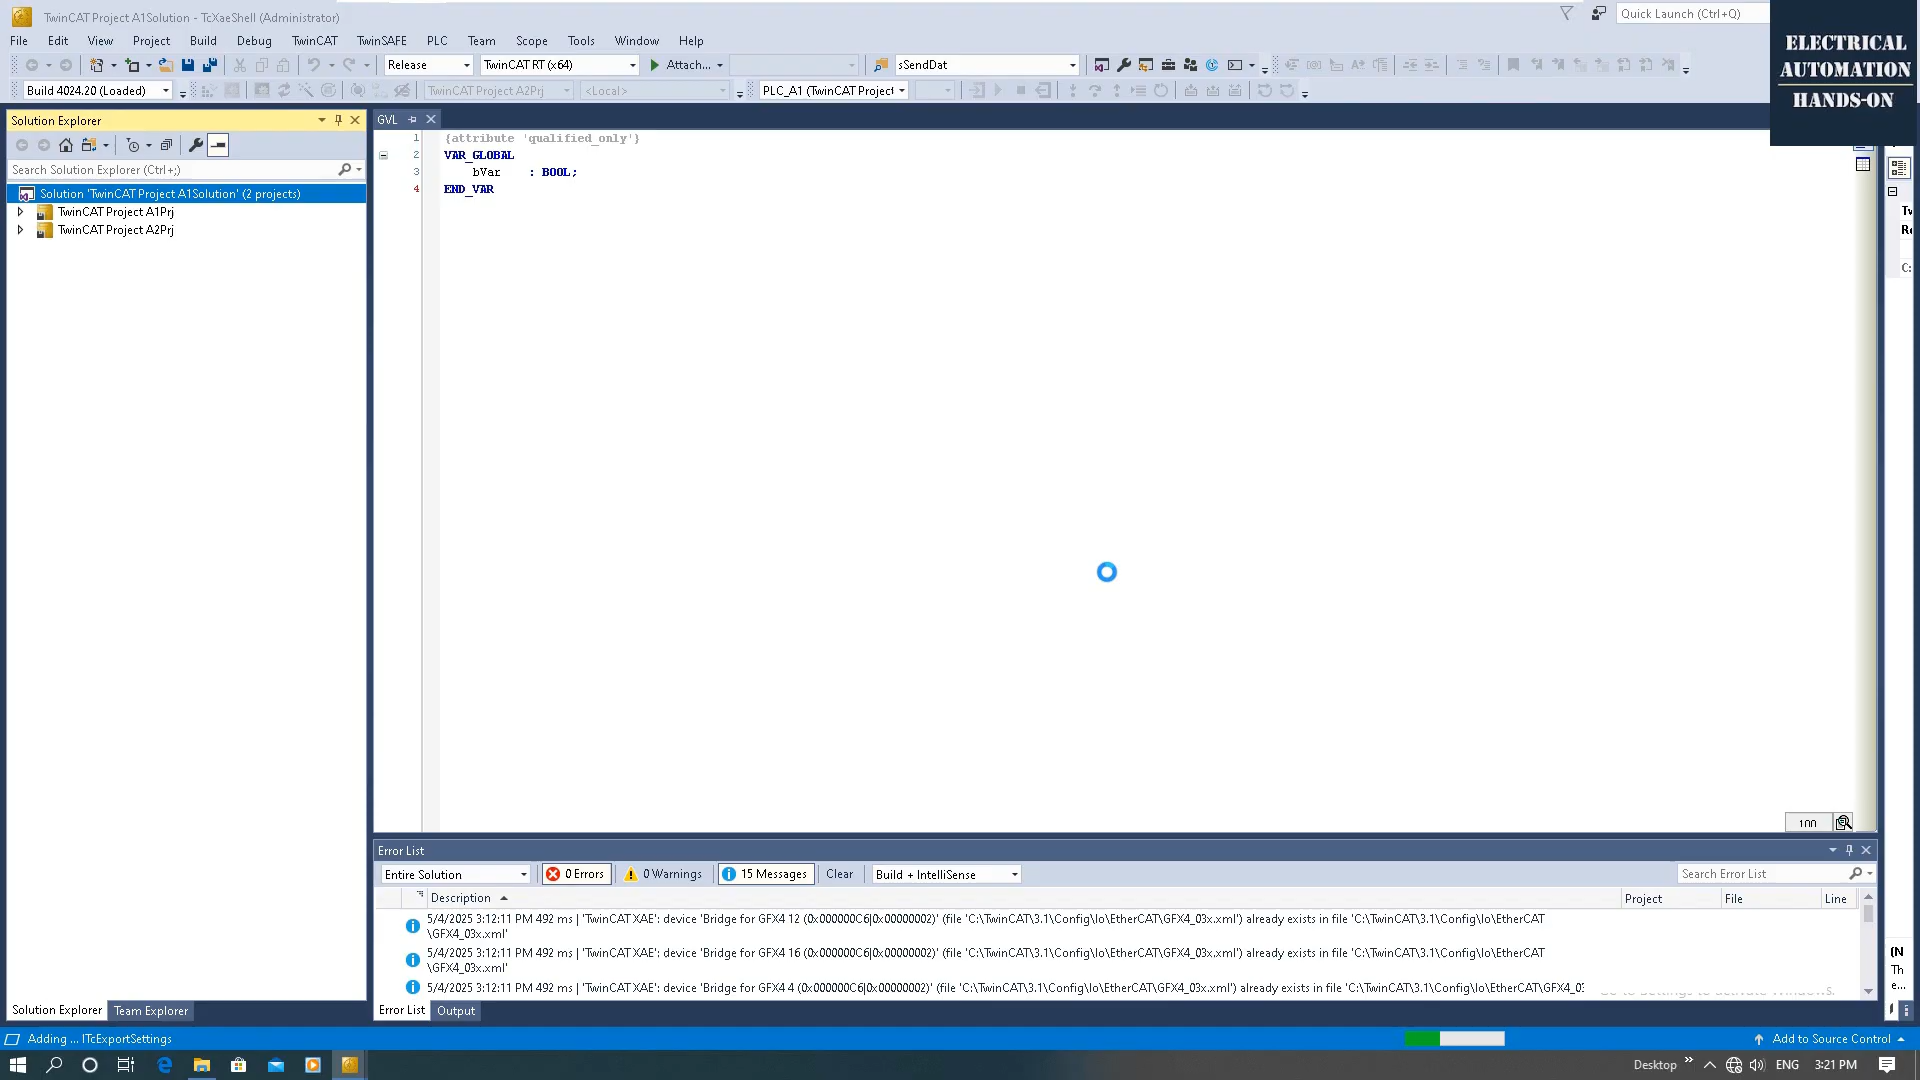 TwinCAT Project A1Solution - TcXaeShell (Administrator)
Quick Launch (Ctrl+Q)
ELECTRICAL
AUTOMATION
HANDS-ON
File Edit View Project Build Debug TwinCAT TwinSAFE PLC Team Scope Tools Window Help
Release TwinCAT RT (x64) Attach... sSendDat
Build 4024.20 (Loaded) TwinCAT Project A2Prj <Local> PLC_A1 (TwinCAT Project
Solution Explorer
GVL
Search Solution Explorer (Ctrl+;)
Solution 'TwinCAT Project A1Solution' (2 projects)
TwinCAT Project A1Prj
TwinCAT Project A2Prj
1 {attribute 'qualified_only'}
2 VAR_GLOBAL
3 bVar : BOOL;
4 END_VAR
C:
100
Error List
Entire Solution 0 Errors 0 Warnings 15 Messages Clear Build + IntelliSense Search Error List
Description Project File Line
5/4/2025 3:12:11 PM 492 ms | 'TwinCAT XAE': device 'Bridge for GFX4 12 (0x000000C6|0x00000002)' (file 'C:\TwinCAT\3.1\Config\Io\EtherCAT\GFX4_03x.xml') already exists in file 'C:\TwinCAT\3.1\Config\Io\EtherCAT
\GFX4_03x.xml'
5/4/2025 3:12:11 PM 492 ms | 'TwinCAT XAE': device 'Bridge for GFX4 16 (0x000000C6|0x00000002)' (file 'C:\TwinCAT\3.1\Config\Io\EtherCAT\GFX4_03x.xml') already exists in file 'C:\TwinCAT\3.1\Config\Io\EtherCAT
\GFX4_03x.xml'
5/4/2025 3:12:11 PM 492 ms | 'TwinCAT XAE': device 'Bridge for GFX4 4 (0x000000C6|0x00000002)' (file 'C:\TwinCAT\3.1\Config\Io\EtherCAT\GFX4_03x.xml') already exists in file 'C:\TwinCAT\3.1\Config\Io\EtherCAT\GFX4_03
(N
Th
e...
Go to Settings to activate Windows.
Solution Explorer Team Explorer
Error List Output
Adding ... ITcExportSettings
Add to Source Control
Desktop ENG 3:21 PM